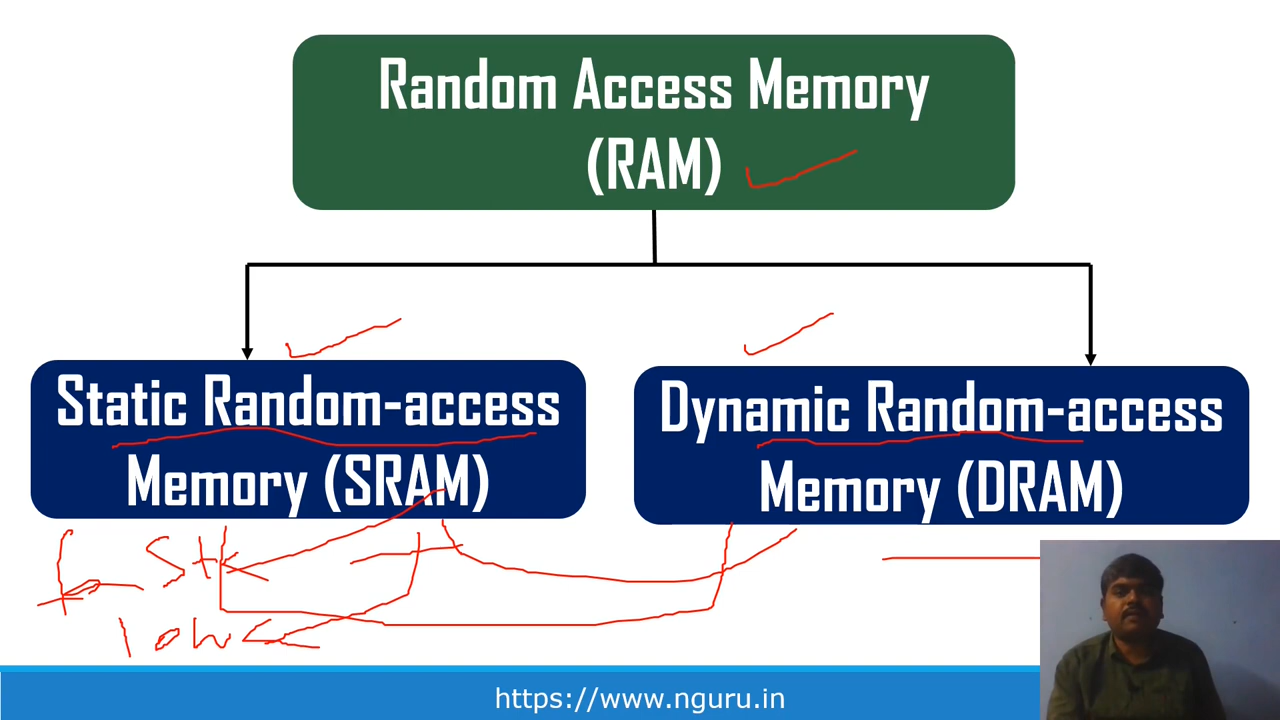 Random Access Memory
(RAM)
Static Random-access
Memory (SRAM)
Dynamic Random-access
Memory (DRAM)
https://www.nguru.in